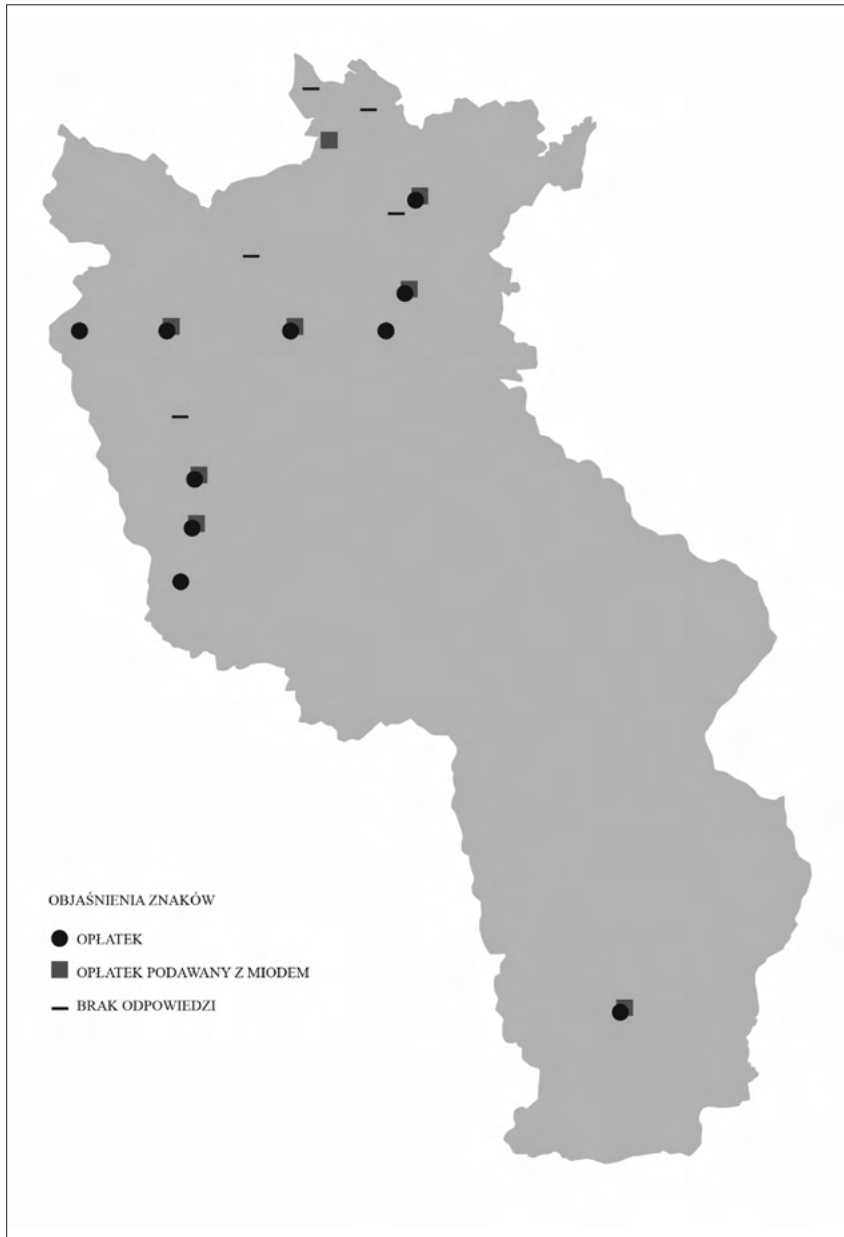 OBJAŚNIENIA ZNAKÓW
OPŁATEK
OPŁATEK PODAWANY Z MIODEM
BRAK ODPOWIEDZI